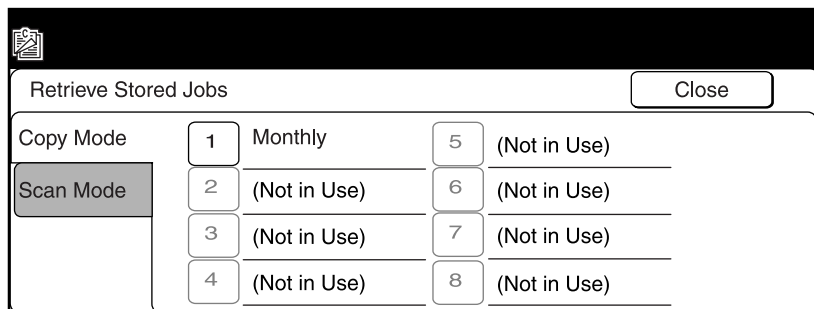 Retrieve Stored Jobs
Close
Copy Mode
Scan Mode
1 Monthly
2 (Not in Use)
3 (Not in Use)
4 (Not in Use)
5 (Not in Use)
6 (Not in Use)
7 (Not in Use)
8 (Not in Use)